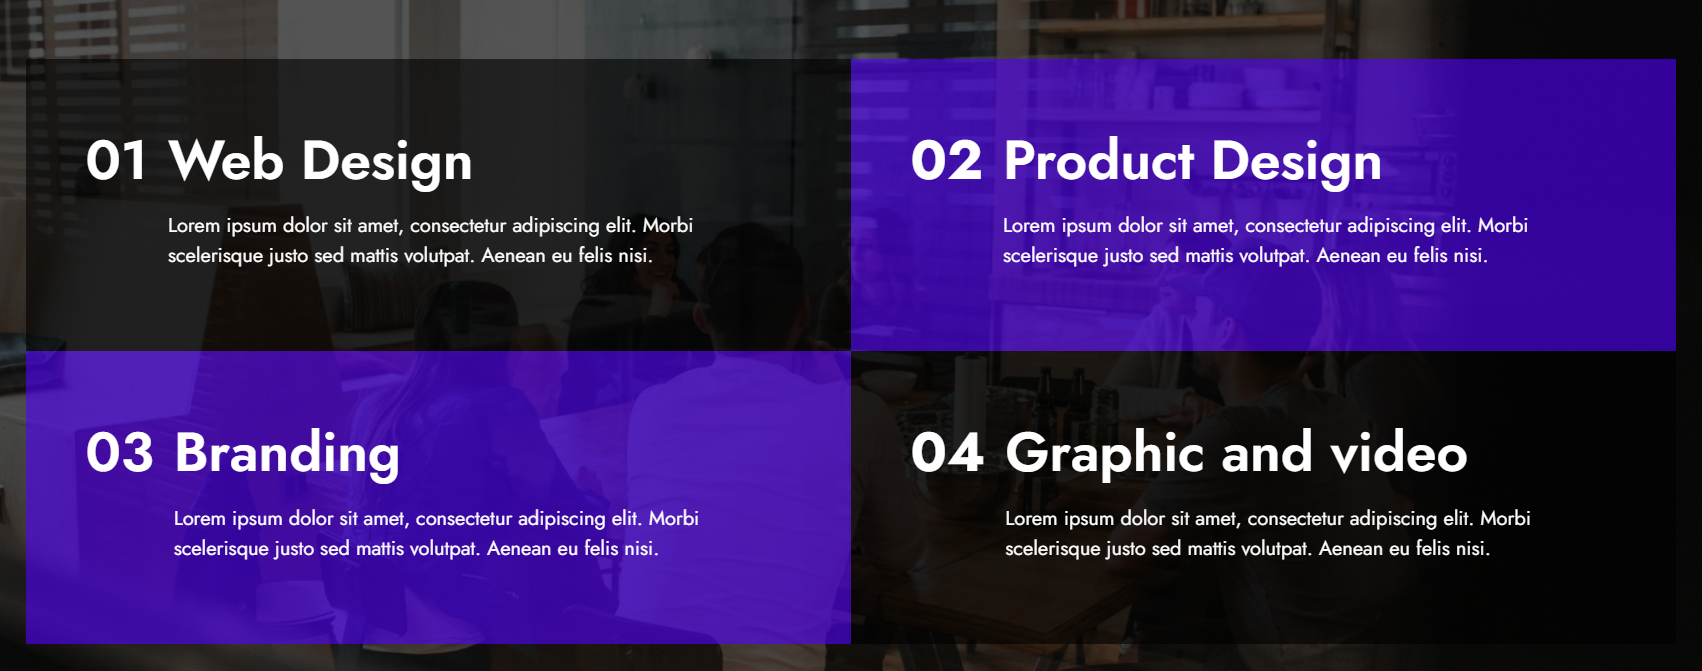 01 Web Design
Lorem ipsum dolor sit amet, consectetur adipiscing elit. Morbi
scelerisque justo sed mattis volutpat. Aenean eu felis nisi.
02 Product Design
Lorem ipsum dolor sit amet, consectetur adipiscing elit. Morbi
scelerisque justo sed mattis volutpat. Aenean eu felis nisi.
03 Branding
Lorem ipsum dolor sit amet, consectetur adipiscing elit. Morbi
scelerisque justo sed mattis volutpat. Aenean eu felis nisi.
04 Graphic and video
Lorem ipsum dolor sit amet, consectetur adipiscing elit. Morbi
scelerisque justo sed mattis volutpat. Aenean eu felis nisi.